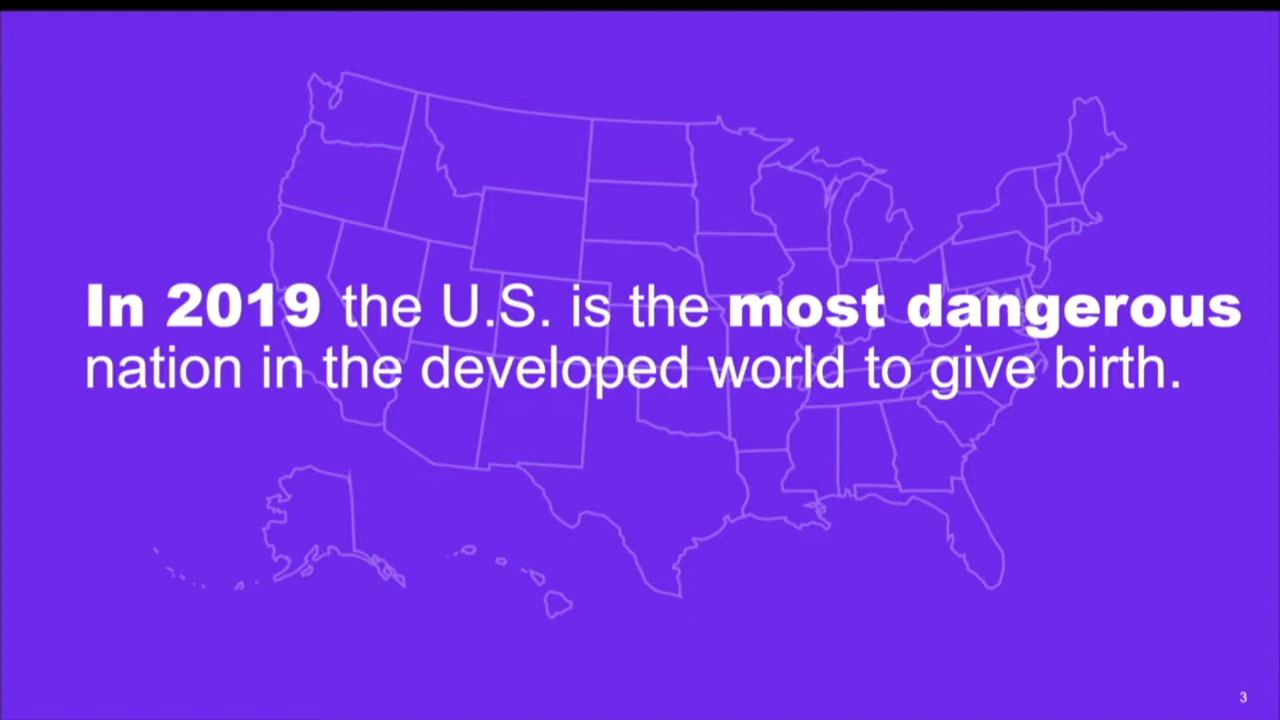 In 2019 the U.S. is the most dangerous
nation in the developed world to give birth.
3